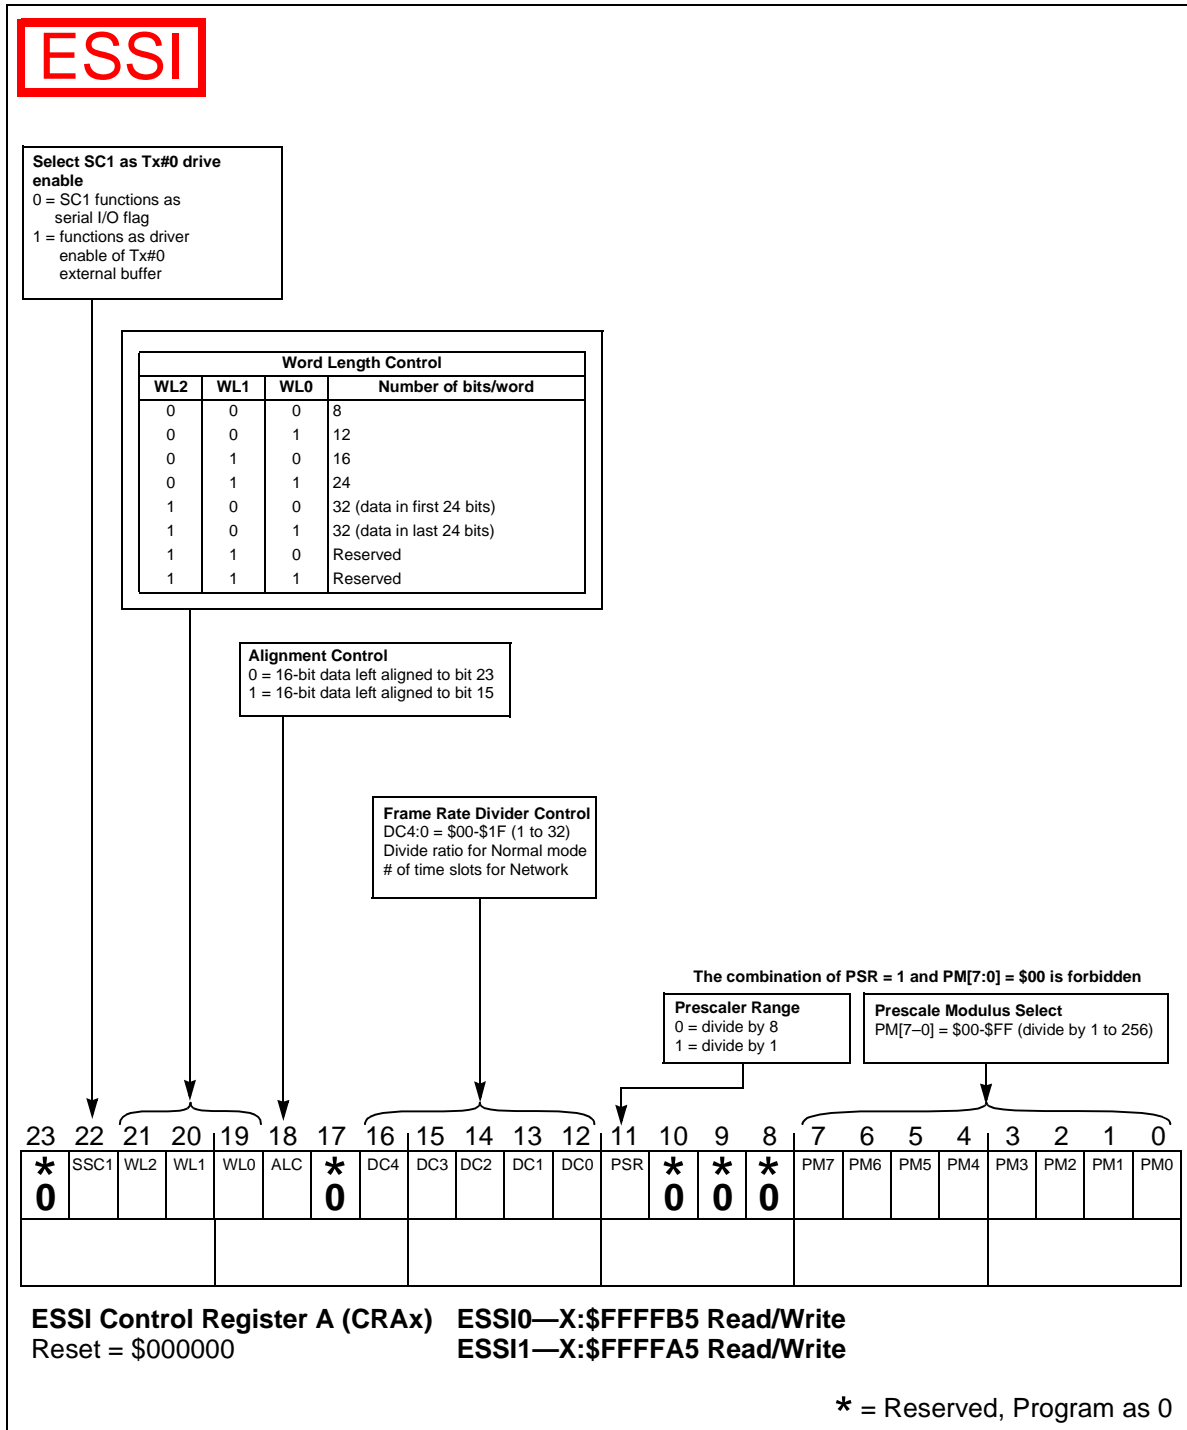 ESSI
Select SC1 as Tx#0 drive
enable
0 = SC1 functions as
serial I/O flag
1 = functions as driver
enable of Tx#0
external buffer
Word Length Control
WL2 WL1 WL0 Number of bits/word
0 0 0 8
0 0 1 12
0 1 0 16
0 1 1 24
1 0 0 32 (data in first 24 bits)
1 0 1 32 (data in last 24 bits)
1 1 0 Reserved
1 1 1 Reserved
Alignment Control
0 = 16-bit data left aligned to bit 23
1 = 16-bit data left aligned to bit 15
Frame Rate Divider Control
DC4:0 = $00-$1F (1 to 32)
Divide ratio for Normal mode
# of time slots for Network
The combination of PSR = 1 and PM[7:0] = $00 is forbidden
Prescaler Range
0 = divide by 8
1 = divide by 1
Prescale Modulus Select
PM[7–0] = $00-$FF (divide by 1 to 256)
23 22 21 20 19 18 17 16 15 14 13 12 11 10 9 8 7 6 5 4 3 2 1 0
* SSC1 WL2 WL1 WL0 ALC * DC4 DC3 DC2 DC1 DC0 PSR * * * PM7 PM6 PM5 PM4 PM3 PM2 PM1 PM0
0 0 0 0 0
ESSI Control Register A (CRAx) ESSI0—X:$FFFFB5 Read/Write
Reset = $000000 ESSI1—X:$FFFFA5 Read/Write
* = Reserved, Program as 0